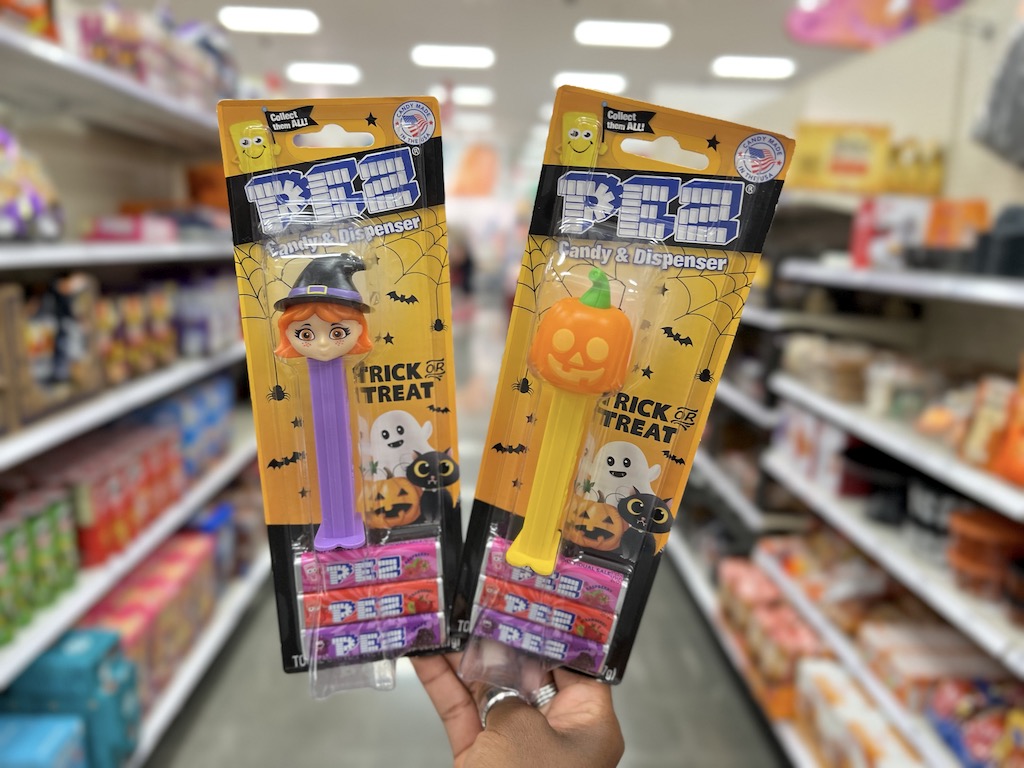 Collect
them ALL!
CANDY MADE
IN THE USA
PEZ®
Candy & Dispenser
TRICK OR
TREAT
PEZ
PEZ
PEZ
Collect
them ALL!
CANDY MADE
IN THE USA
PEZ®
Candy & Dispenser
TRICK OR
TREAT
PEZ
PEZ
PEZ